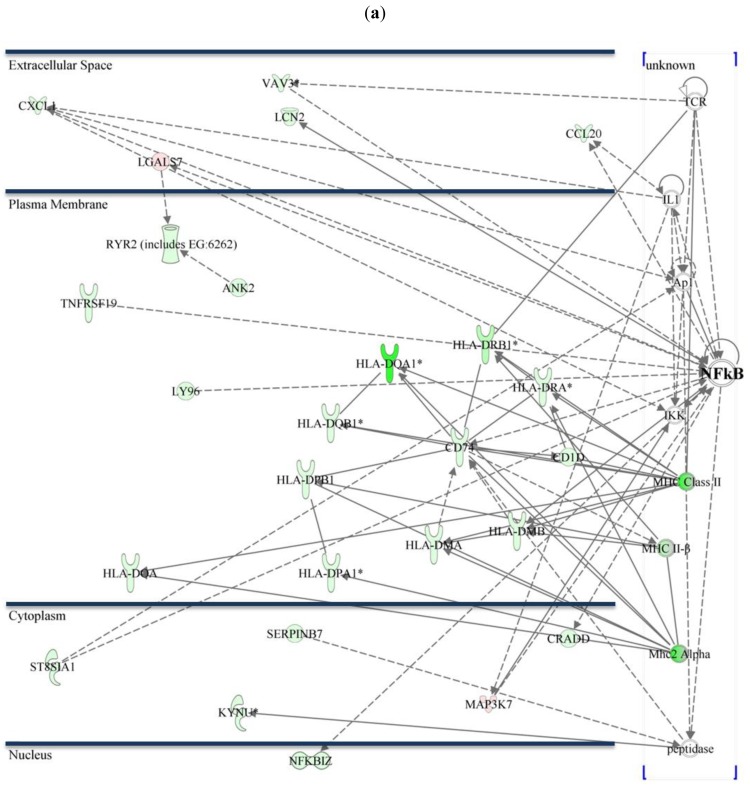 (a)
Extracellular Space
unknown
VAV3*
TCR
CXCL1
LCN2
CCL20
LGALS7
Plasma Membrane
IL1
RYR2 (includes EG:6262)
Ap1
ANK2
TNFRSF19
HLA-DRB1*
HLA-DQA1*
NFkB
HLA-DRA*
LY96
IKK
HLA-DQB1*
CD74
CD1D
HLA-DPB1
MHC Class II
HLA-DMB
HLA-DMA
MHC II-β
HLA-DOA
HLA-DPA1*
Cytoplasm
SERPINB7
CRADD
Mhc2 Alpha
ST8SIA1
MAP3K7
KYNU*
peptidase
Nucleus
NFKBIZ